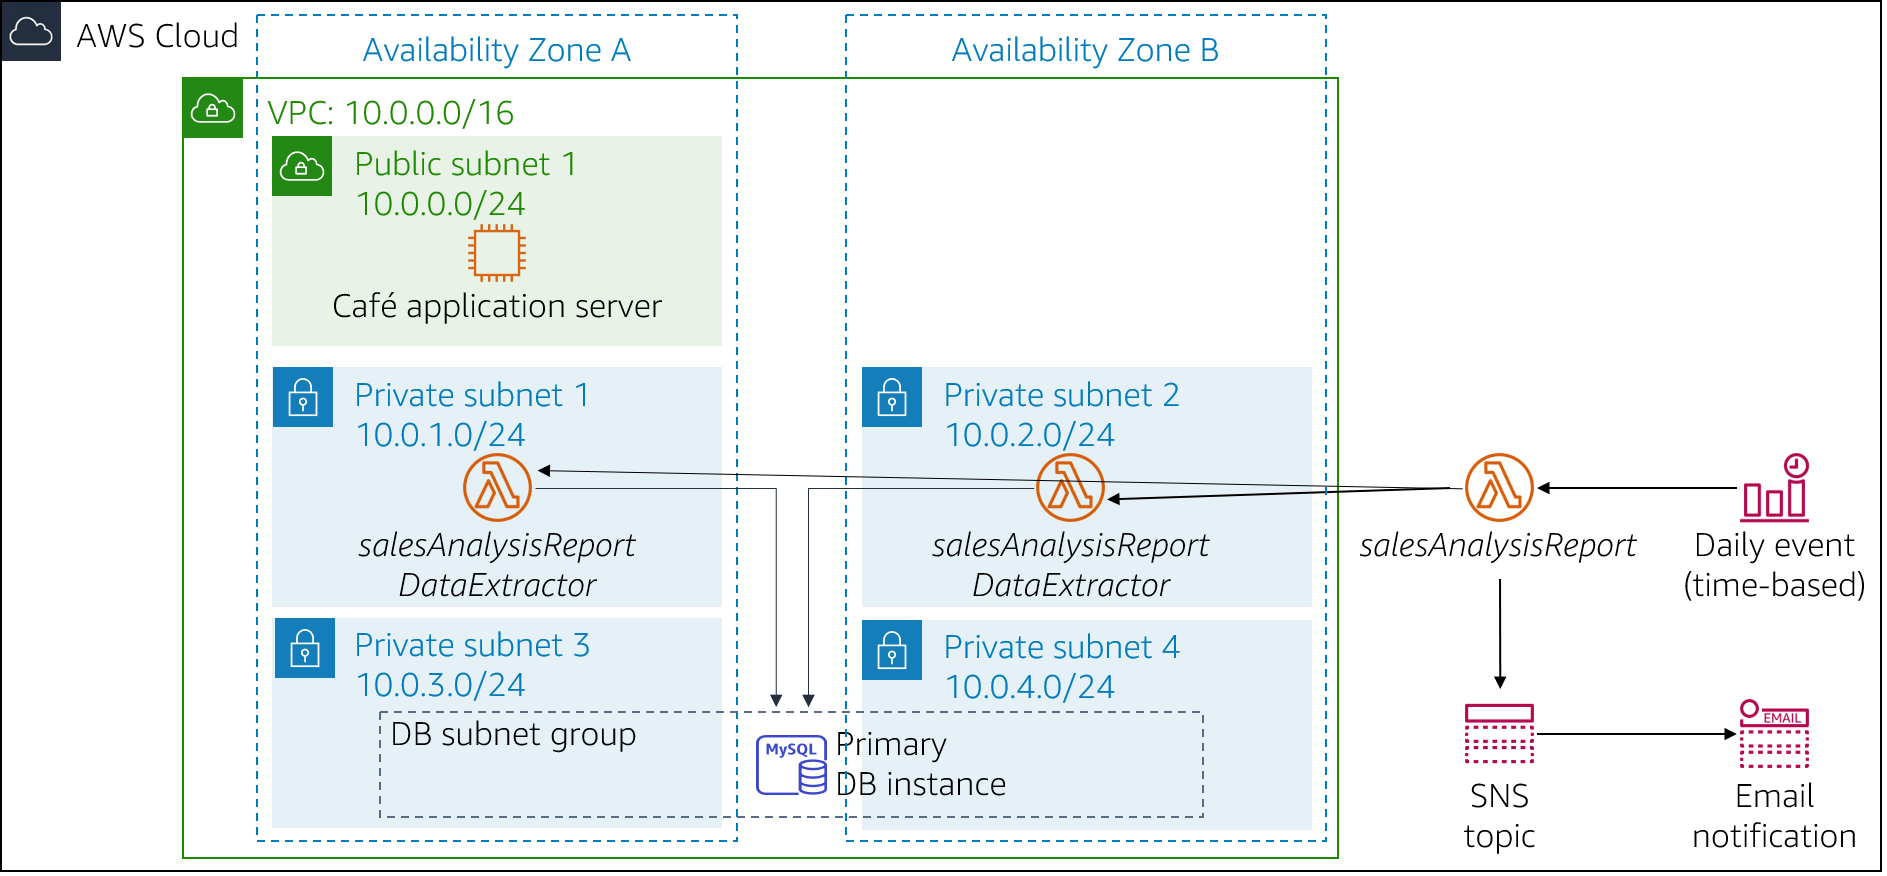 AWS Cloud
Availability Zone A
Availability Zone B
VPC: 10.0.0.0/16
Public subnet 1
10.0.0.0/24
Café application server
Private subnet 1
10.0.1.0/24
salesAnalysisReport
DataExtractor
Private subnet 2
10.0.2.0/24
salesAnalysisReport
DataExtractor
salesAnalysisReport
Daily event
(time-based)
Private subnet 3
10.0.3.0/24
Private subnet 4
10.0.4.0/24
DB subnet group
MySQL
Primary
DB instance
SNS
topic
EMAIL
Email
notification